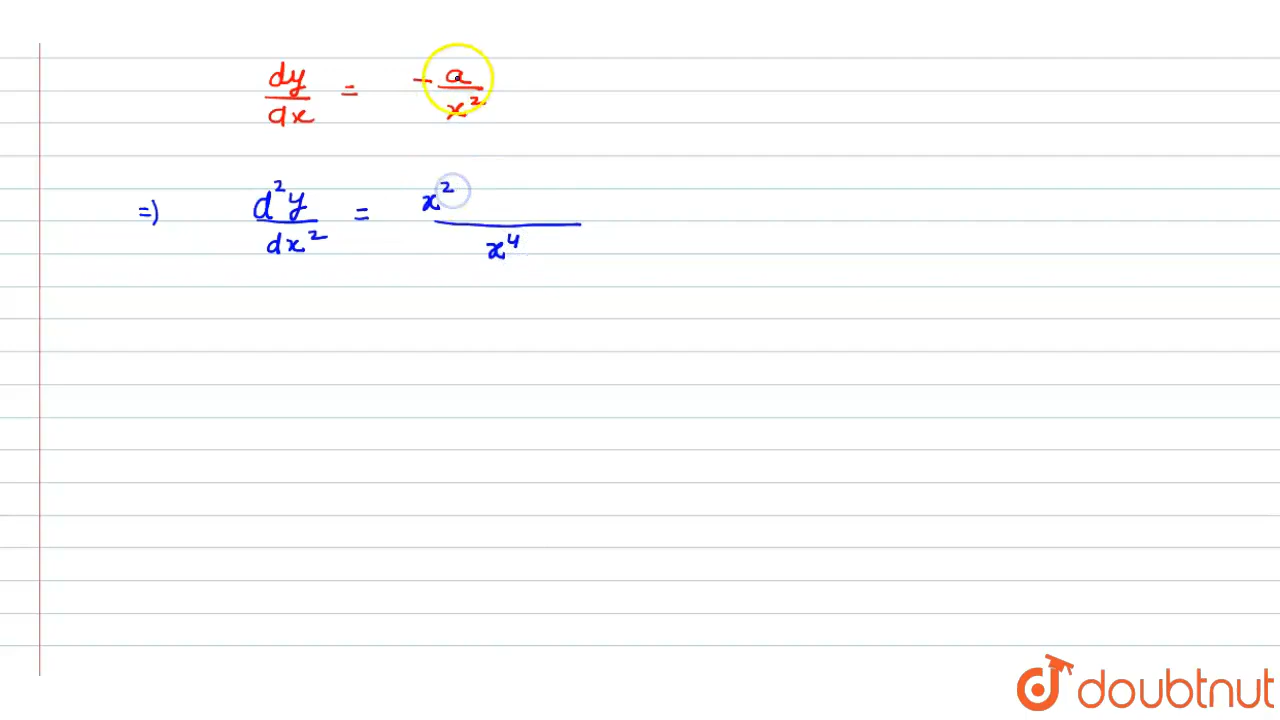 dy/dx = -a/x²
=) d²y/dx² = x² / x⁴
doubtnut